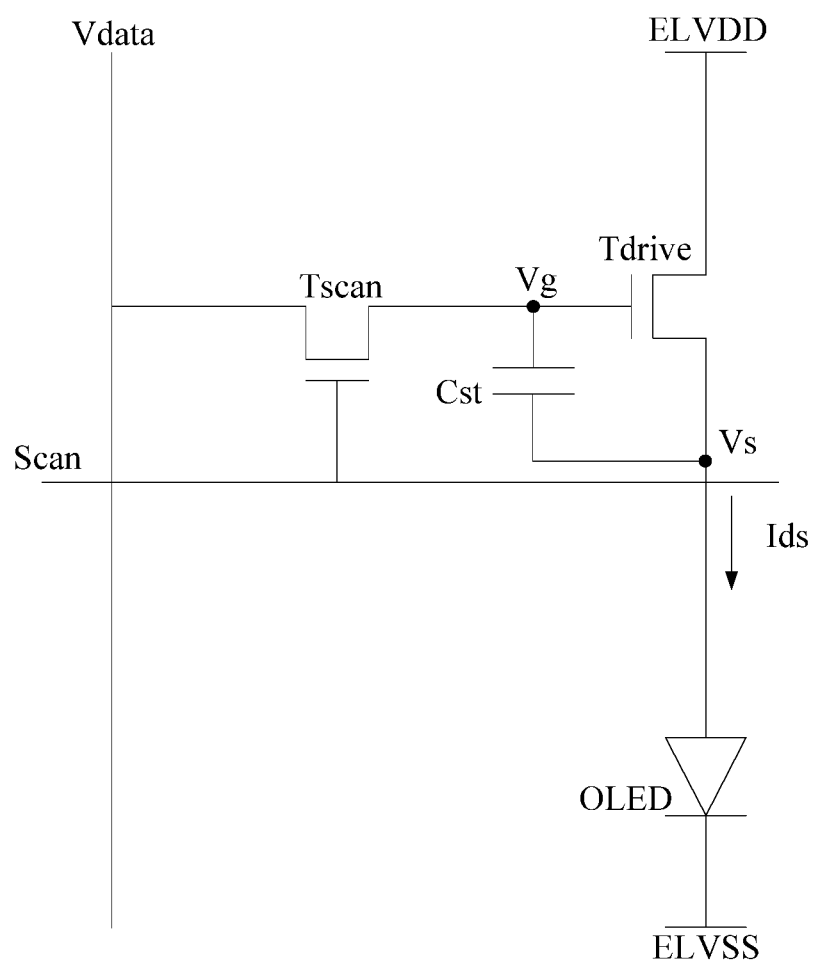 Vdata
ELVDD
Tdrive
Vg
Tscan
Cst
Vs
Scan
Ids
OLED
ELVSS